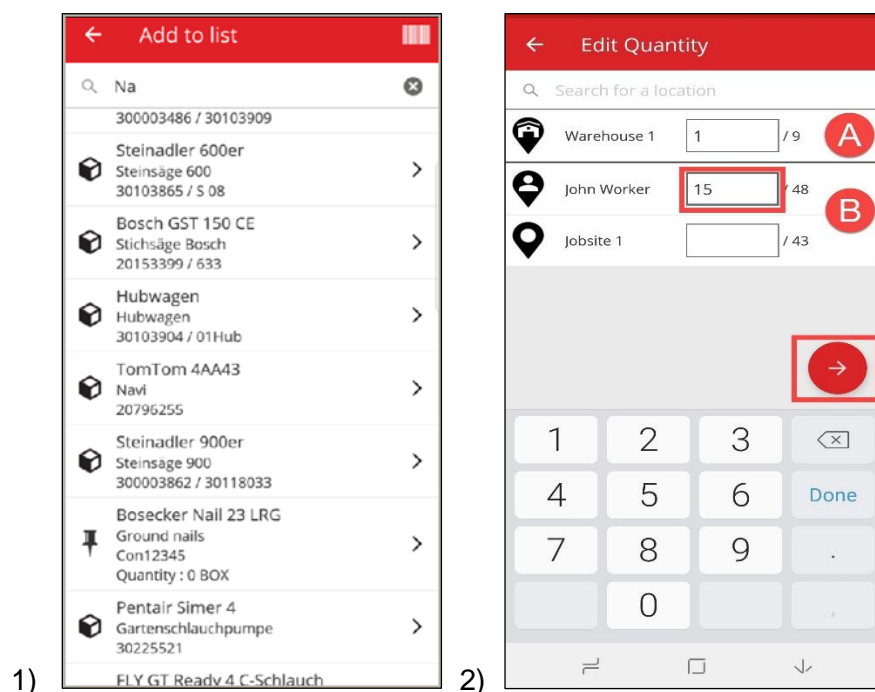 Add to list
Na
300003486 / 30103909
Steinadler 600er
Steinsäge 600
30103865 / S 08
Bosch GST 150 CE
Stichsäge Bosch
20153399 / 633
Hubwagen
Hubwagen
30103904 / 01Hub
TomTom 4AA43
Navi
20796255
Steinadler 900er
Steinsäge 900
300003862 / 30118033
Bosecker Nail 23 LRG
Ground nails
Con12345
Quantity : 0 BOX
Pentair Simer 4
Gartenschlauchpumpe
30225521
FLY GT Ready 4 C-Schlauch
1)
Edit Quantity
Search for a location
Warehouse 1 1 / 9 A
John Worker 15 / 48
B
Jobsite 1 / 43
1 2 3
4 5 6 Done
7 8 9 .
0 ,
2)